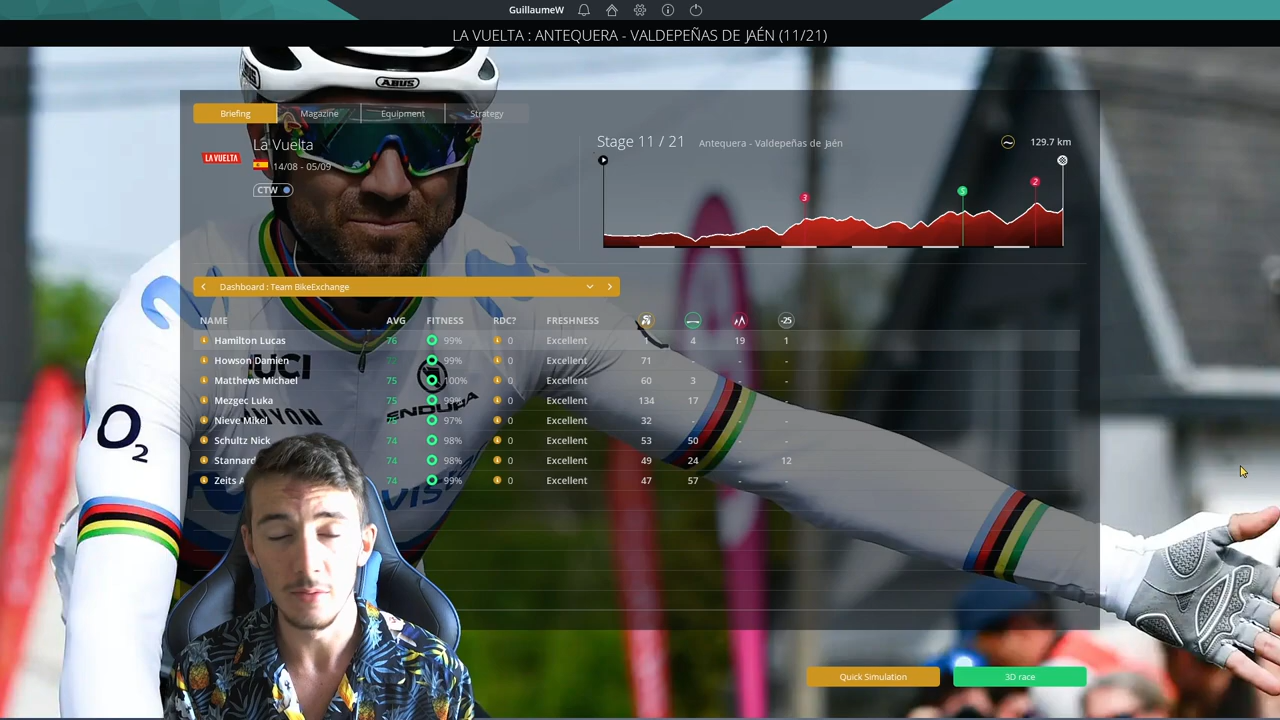 GuillaumeW
LA VUELTA : ANTEQUERA - VALDEPEÑAS DE JAÉN (11/21)
ABUS
Briefing Magazine Equipment Strategy
LA VUELTA La Vuelta
14/08 - 05/09
CTW
Stage 11 / 21 Antequera - Valdepeñas de Jaén 129.7 km
3 S 2
Dashboard : Team BikeExchange
NAME AVG FITNESS RDC? FRESHNESS -25
Hamilton Lucas 76 99% 0 Excellent 1 4 19 1
Howson Damien 99% 0 Excellent 71 - - -
Matthews Michael 75 100% 0 Excellent 60 3 - -
Mezgec Luka 75 99% 0 Excellent 134 17 - -
Nieve Mikel 97% 0 Excellent 32 - - -
Schultz Nick 74 98% 0 Excellent 53 50 - -
Stannard 74 98% 0 Excellent 49 24 - 12
Zeits A 74 99% 0 Excellent 47 57 - -
UCI
CANYON
ENDURA
O2
Quick Simulation 3D race